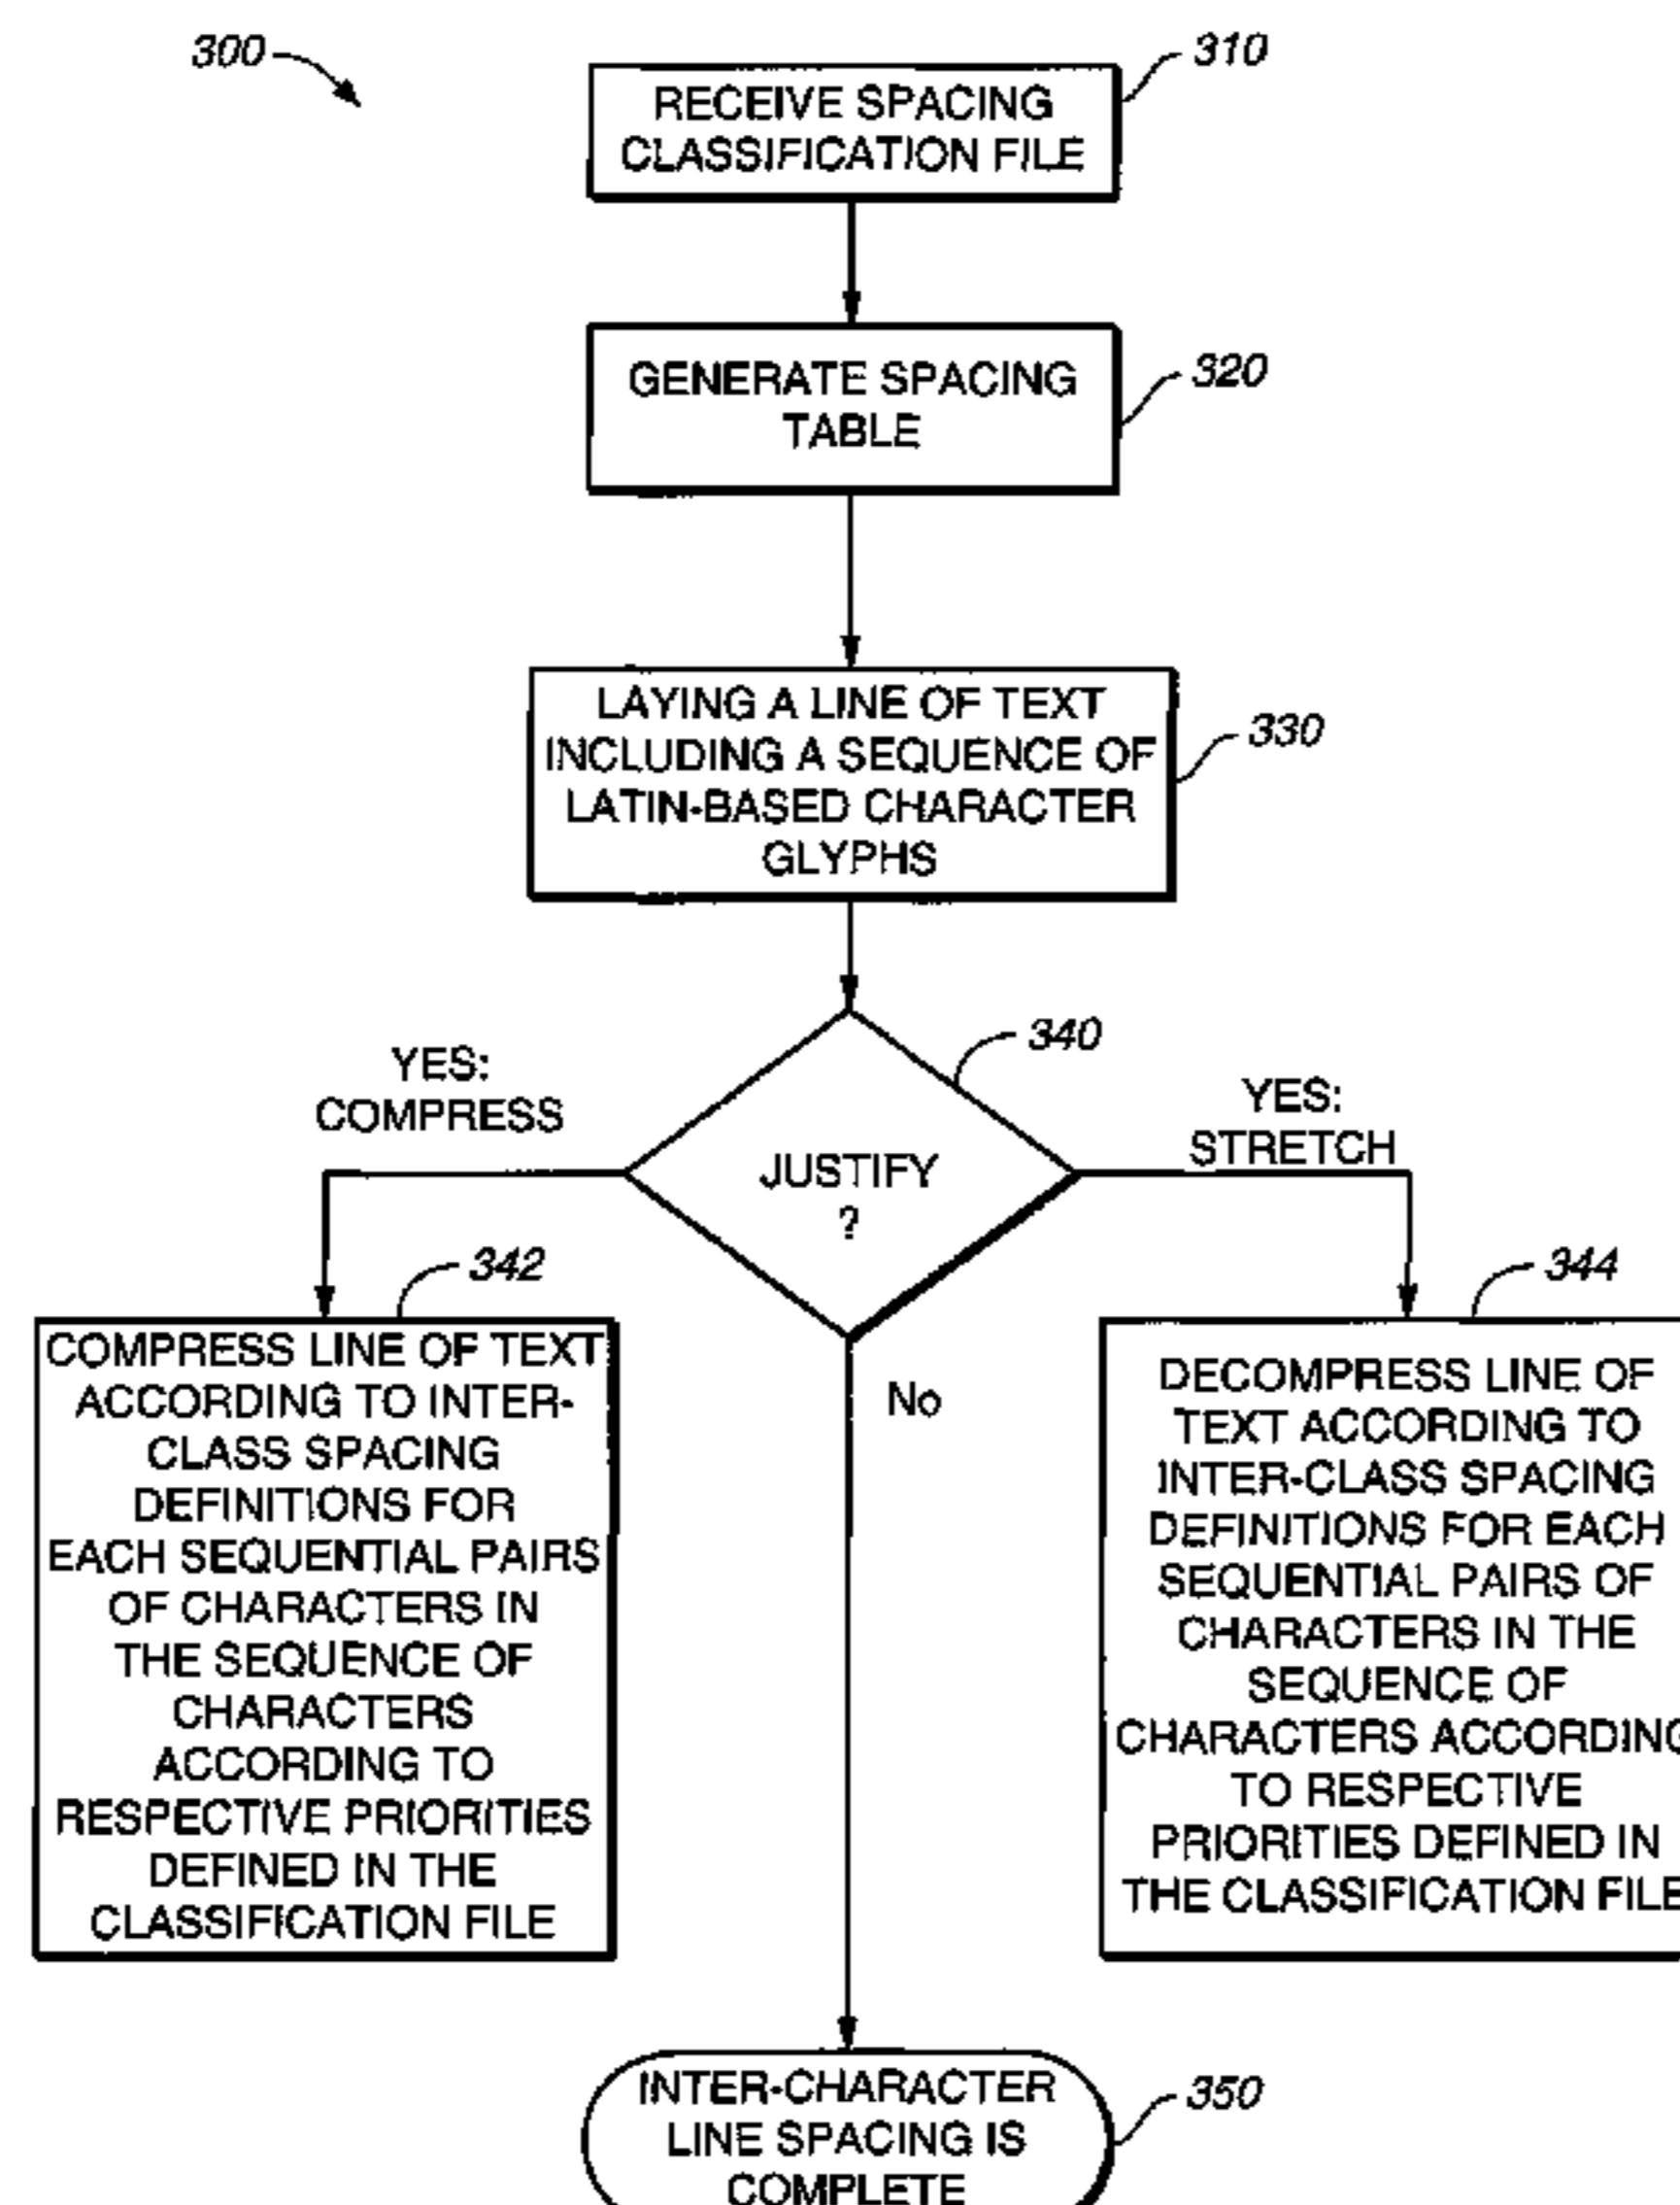 300
310
RECEIVE SPACING
CLASSIFICATION FILE
320
GENERATE SPACING
TABLE
330
LAYING A LINE OF TEXT
INCLUDING A SEQUENCE OF
LATIN-BASED CHARACTER
GLYPHS
340
JUSTIFY
?
YES:
COMPRESS
YES:
STRETCH
No
342
COMPRESS LINE OF TEXT
ACCORDING TO INTER-
CLASS SPACING
DEFINITIONS FOR
EACH SEQUENTIAL PAIRS
OF CHARACTERS IN
THE SEQUENCE OF
CHARACTERS
ACCORDING TO
RESPECTIVE PRIORITIES
DEFINED IN THE
CLASSIFICATION FILE
344
DECOMPRESS LINE OF
TEXT ACCORDING TO
INTER-CLASS SPACING
DEFINITIONS FOR EACH
SEQUENTIAL PAIRS OF
CHARACTERS IN THE
SEQUENCE OF
CHARACTERS ACCORDING
TO RESPECTIVE
PRIORITIES DEFINED IN
THE CLASSIFICATION FILE
350
INTER-CHARACTER
LINE SPACING IS
COMPLETE